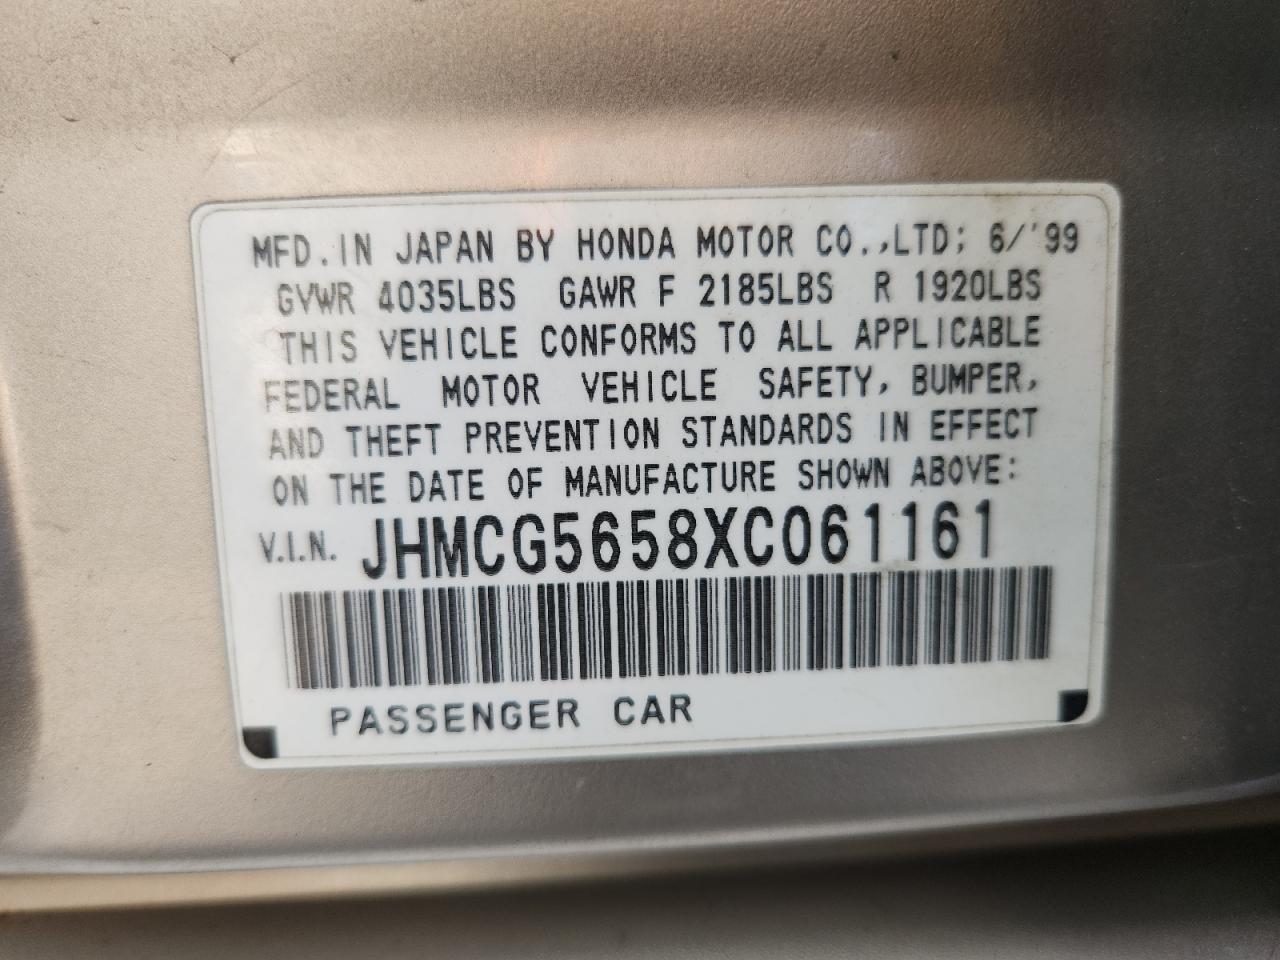 MFD. IN JAPAN BY HONDA MOTOR CO.,LTD; 6/'99
GVWR 4035LBS GAWR F 2185LBS R 1920LBS
THIS VEHICLE CONFORMS TO ALL APPLICABLE
FEDERAL MOTOR VEHICLE SAFETY, BUMPER,
AND THEFT PREVENTION STANDARDS IN EFFECT
ON THE DATE OF MANUFACTURE SHOWN ABOVE:
V.I.N. JHMCG5658XC061161
PASSENGER CAR